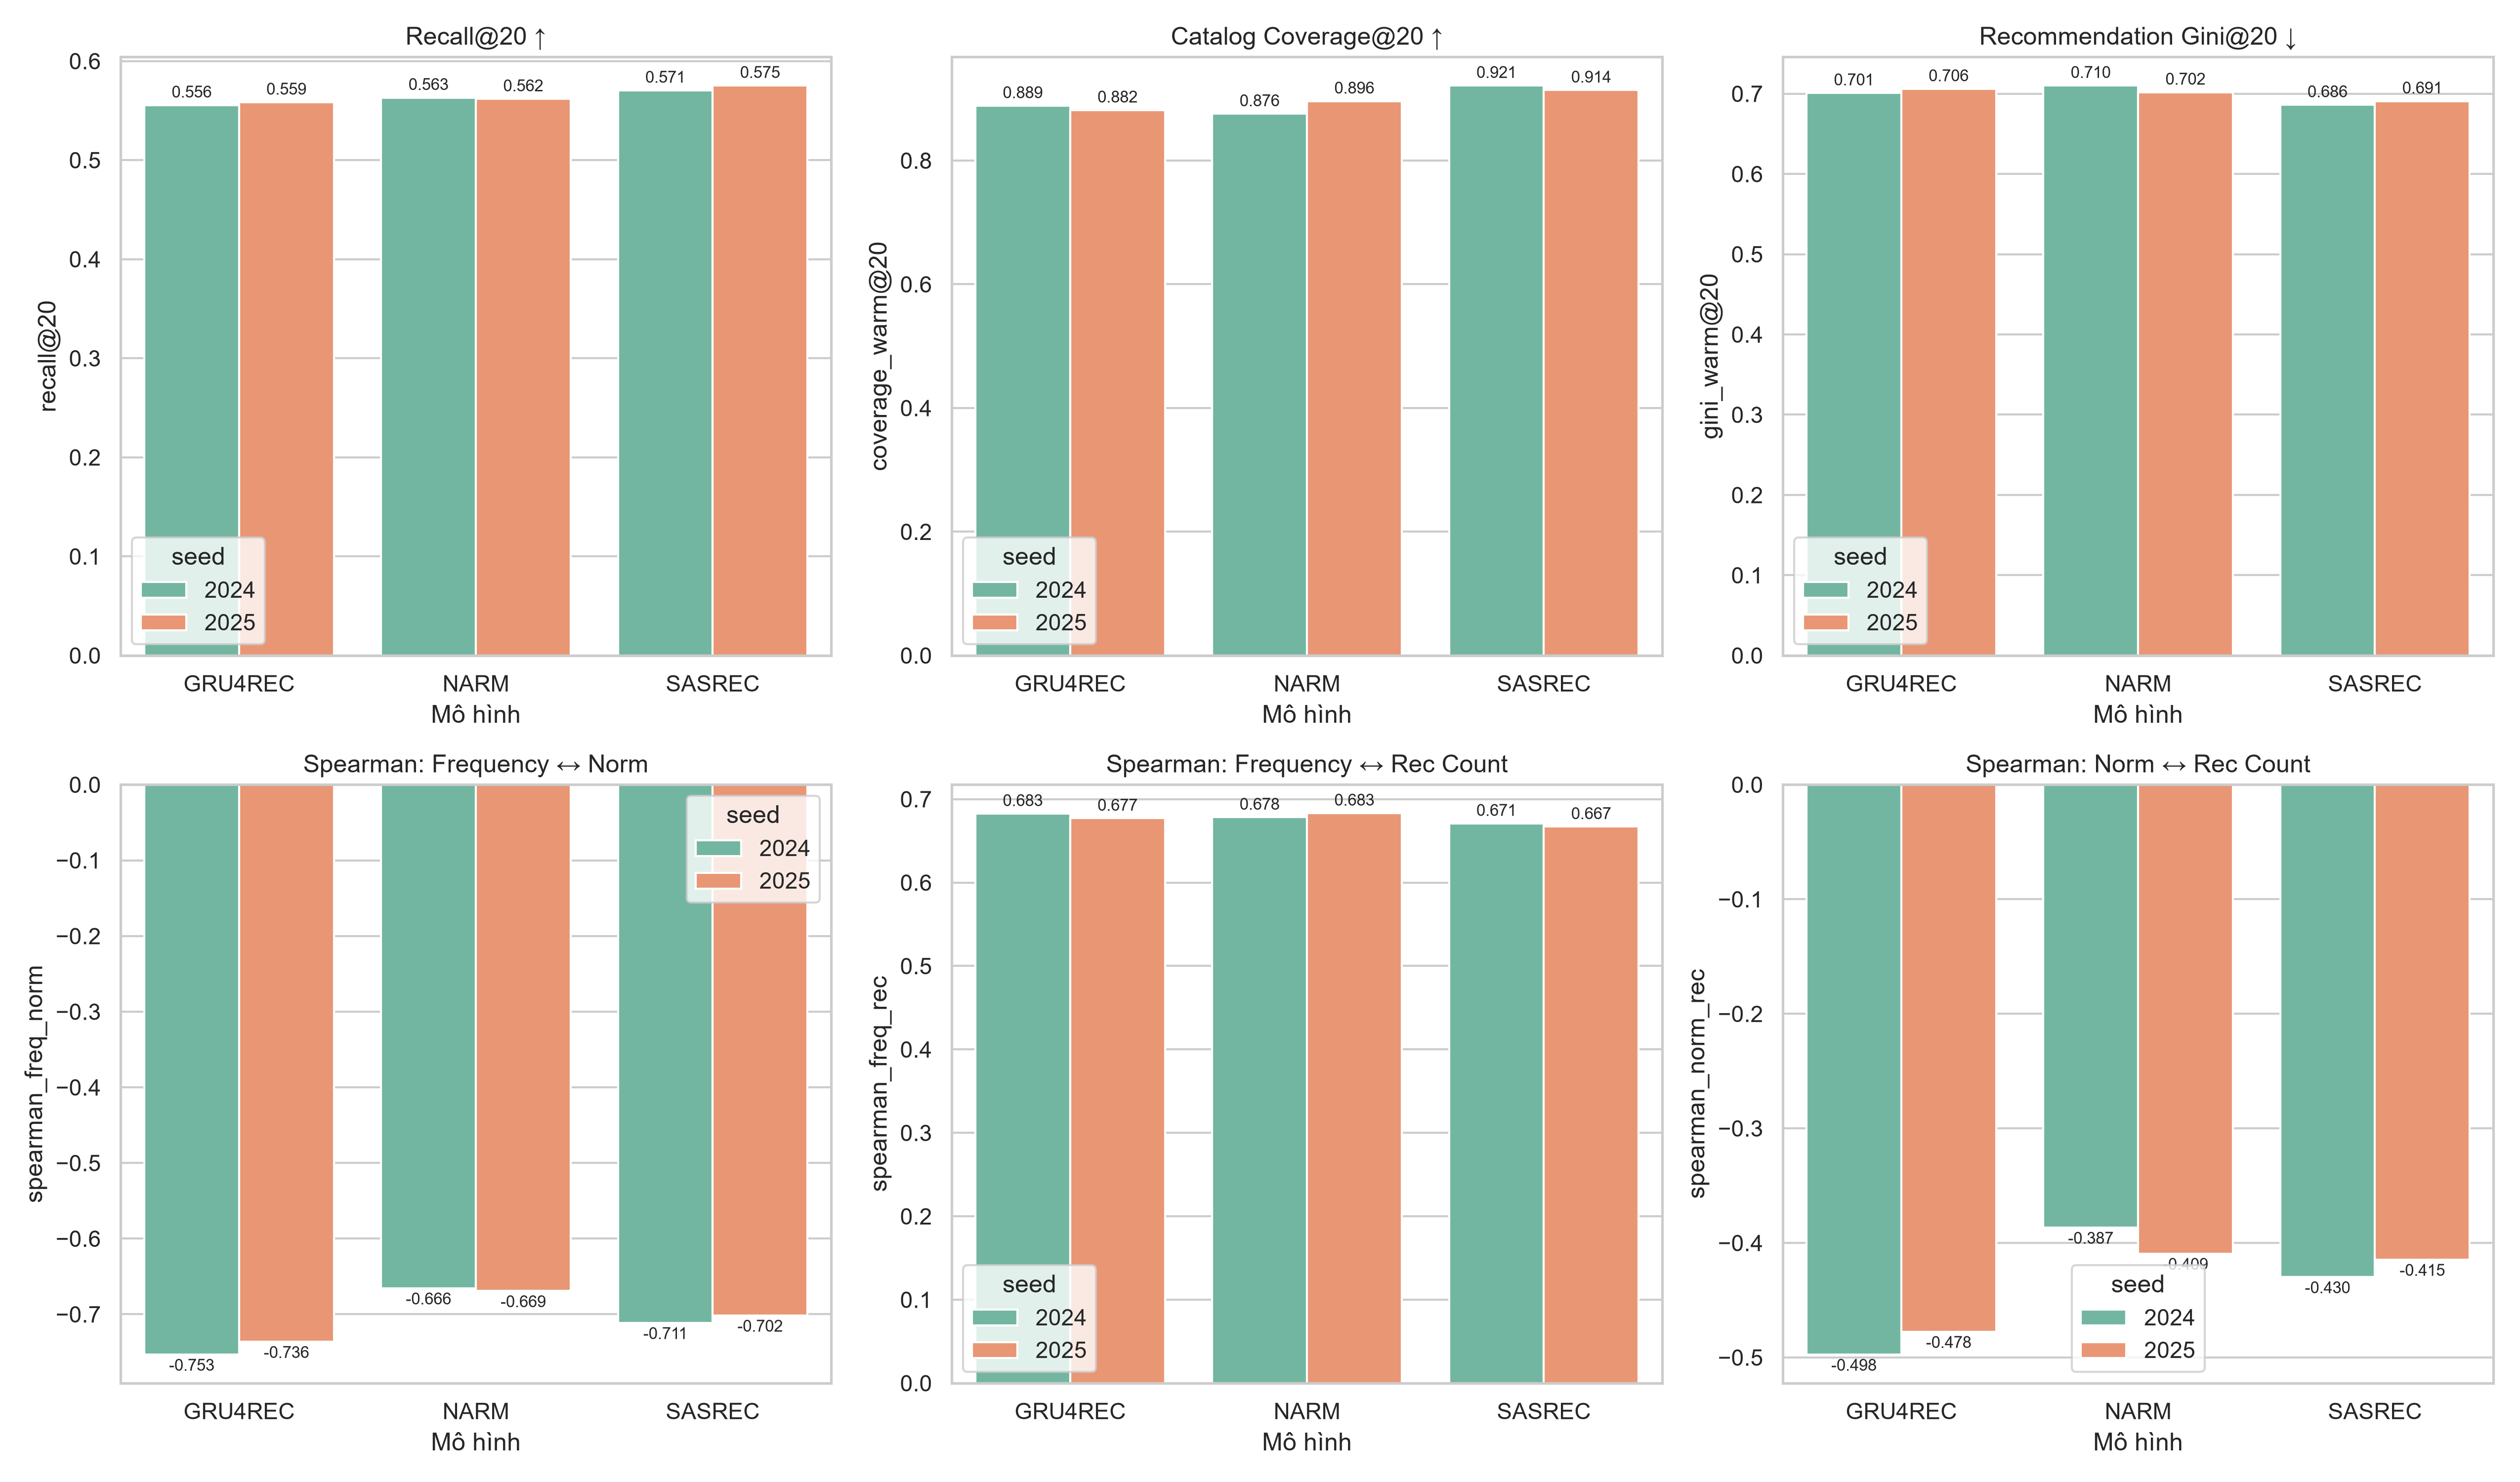 Recall@20 ↑
0.6
0.5
0.4
0.3
0.2
0.1
0.0
recall@20
0.556
0.559
0.563
0.562
0.571
0.575
seed
2024
2025
GRU4REC
NARM
SASREC
Mô hình
Catalog Coverage@20 ↑
0.8
0.6
0.4
0.2
0.0
coverage_warm@20
0.889
0.882
0.876
0.896
0.921
0.914
seed
2024
2025
GRU4REC
NARM
SASREC
Mô hình
Recommendation Gini@20 ↓
0.7
0.6
0.5
0.4
0.3
0.2
0.1
0.0
gini_warm@20
0.701
0.706
0.710
0.702
0.686
0.691
seed
2024
2025
GRU4REC
NARM
SASREC
Mô hình
Spearman: Frequency ↔ Norm
0.0
−0.1
−0.2
−0.3
−0.4
−0.5
−0.6
−0.7
spearman_freq_norm
seed
2024
2025
-0.753
-0.736
-0.666
-0.669
-0.711
-0.702
GRU4REC
NARM
SASREC
Mô hình
Spearman: Frequency ↔ Rec Count
0.7
0.6
0.5
0.4
0.3
0.2
0.1
0.0
spearman_freq_rec
0.683
0.677
0.678
0.683
0.671
0.667
seed
2024
2025
GRU4REC
NARM
SASREC
Mô hình
Spearman: Norm ↔ Rec Count
0.0
−0.1
−0.2
−0.3
−0.4
−0.5
spearman_norm_rec
-0.498
-0.478
-0.387
-0.409
-0.430
-0.415
seed
2024
2025
GRU4REC
NARM
SASREC
Mô hình